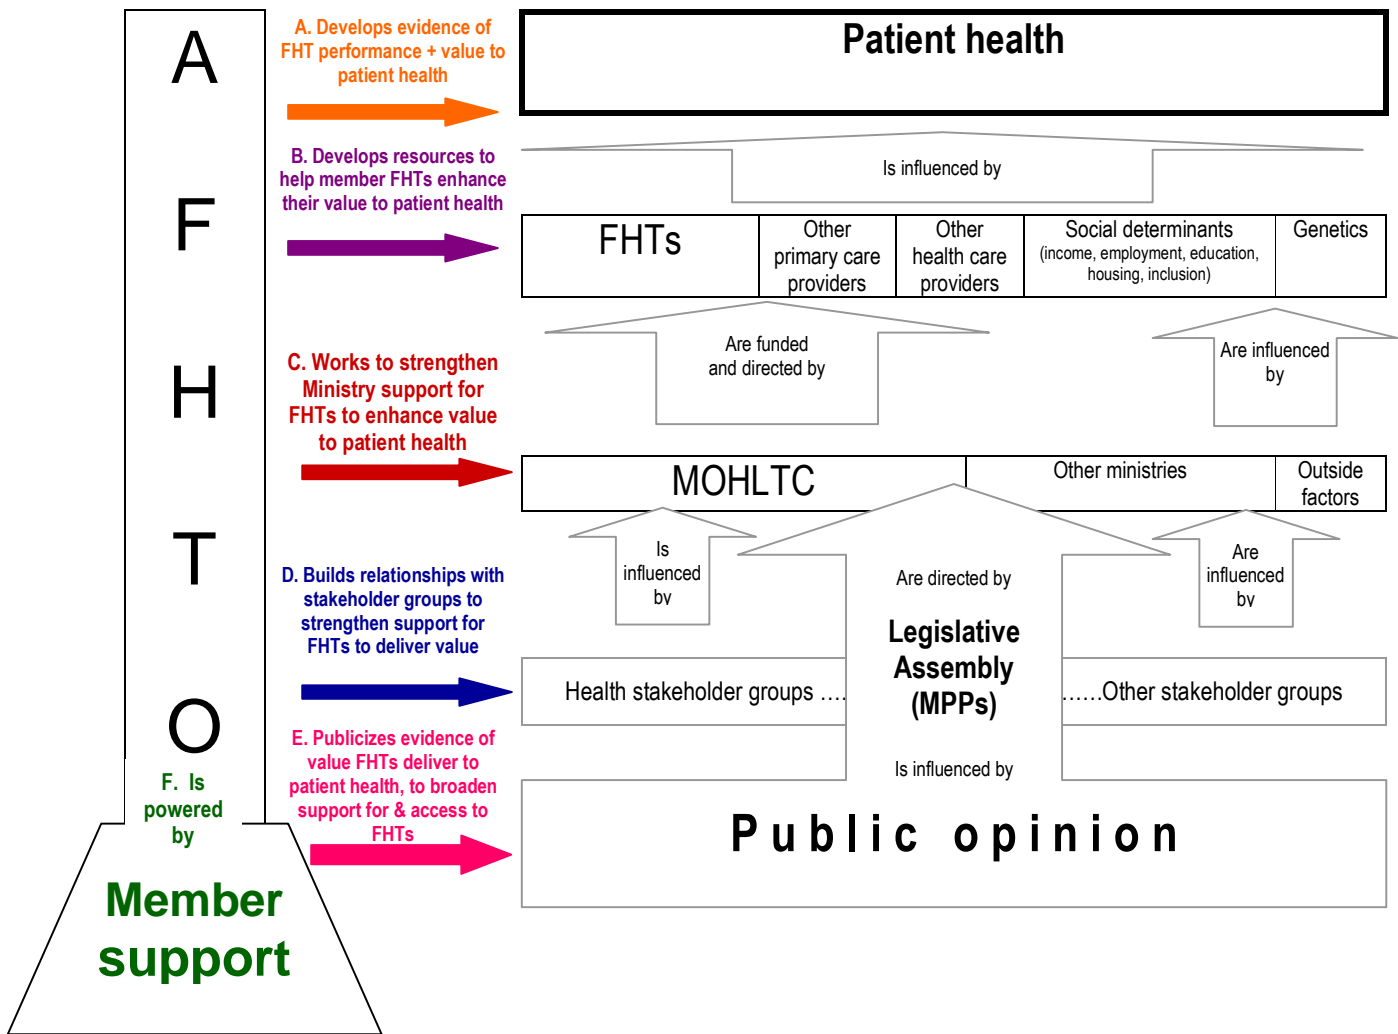 A
F
H
T
O
F. Is
powered
by
Member
support
A. Develops evidence of
FHT performance + value to
patient health
B. Develops resources to
help member FHTs enhance
their value to patient health
C. Works to strengthen
Ministry support for
FHTs to enhance value
to patient health
D. Builds relationships with
stakeholder groups to
strengthen support for
FHTs to deliver value
E. Publicizes evidence of
value FHTs deliver to
patient health, to broaden
support for & access to
FHTs
Patient health
Is influenced by
FHTs
Other
primary care
providers
Other
health care
providers
Social determinants
(income, employment, education,
housing, inclusion)
Genetics
Are funded
and directed by
Are influenced
by
MOHLTC
Other ministries
Outside
factors
Is
influenced
by
Are directed by
Legislative
Assembly
(MPPs)
Are
influenced
by
Health stakeholder groups ....
......Other stakeholder groups
Is influenced by
Public opinion